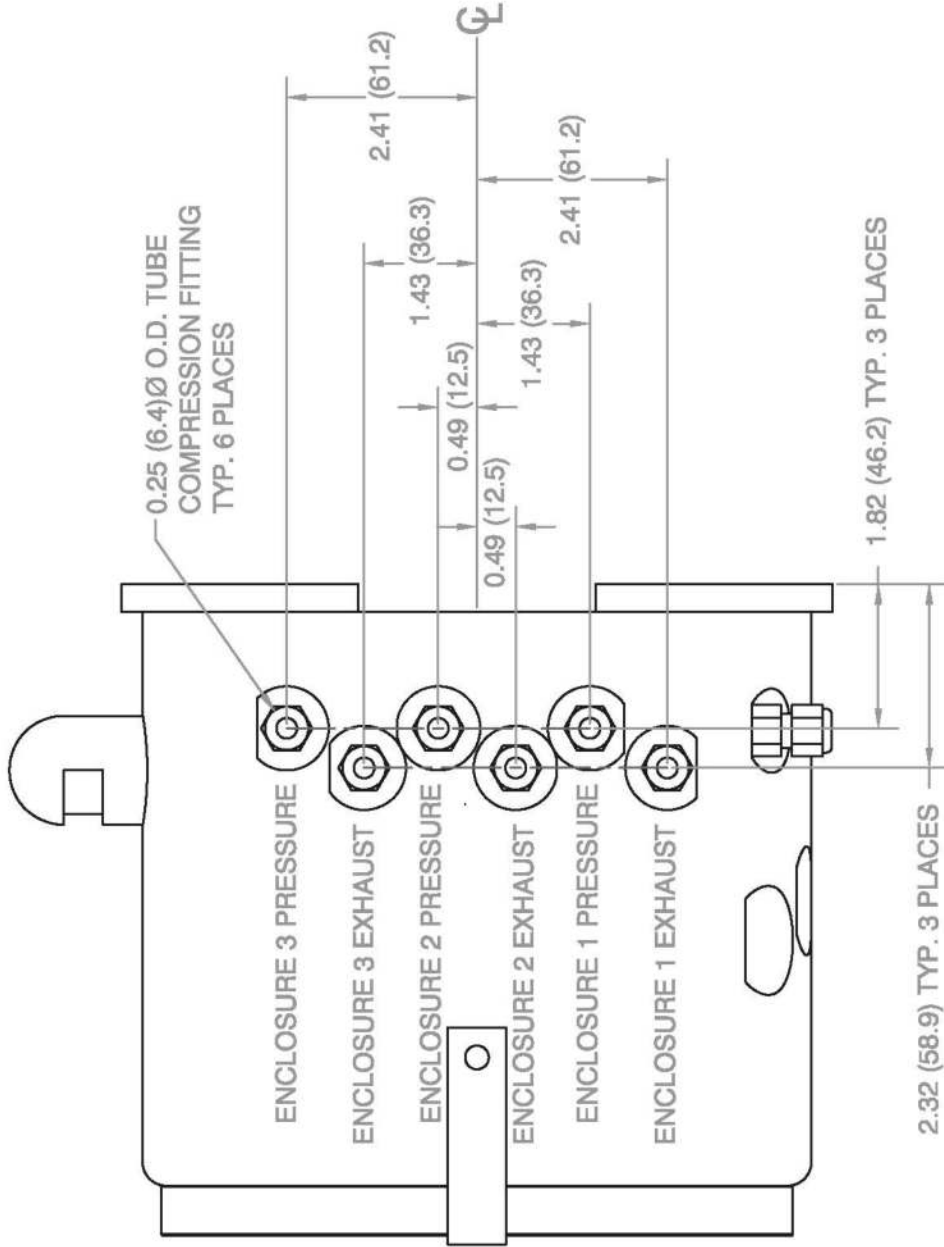 0.25 (6.4)Ø O.D. TUBE
COMPRESSION FITTING
TYP. 6 PLACES
ENCLOSURE 3 PRESSURE
ENCLOSURE 3 EXHAUST
ENCLOSURE 2 PRESSURE
ENCLOSURE 2 EXHAUST
ENCLOSURE 1 PRESSURE
ENCLOSURE 1 EXHAUST
2.41 (61.2)
1.43 (36.3)
0.49 (12.5)
CL
0.49 (12.5)
1.43 (36.3)
2.41 (61.2)
1.82 (46.2) TYP. 3 PLACES
2.32 (58.9) TYP. 3 PLACES